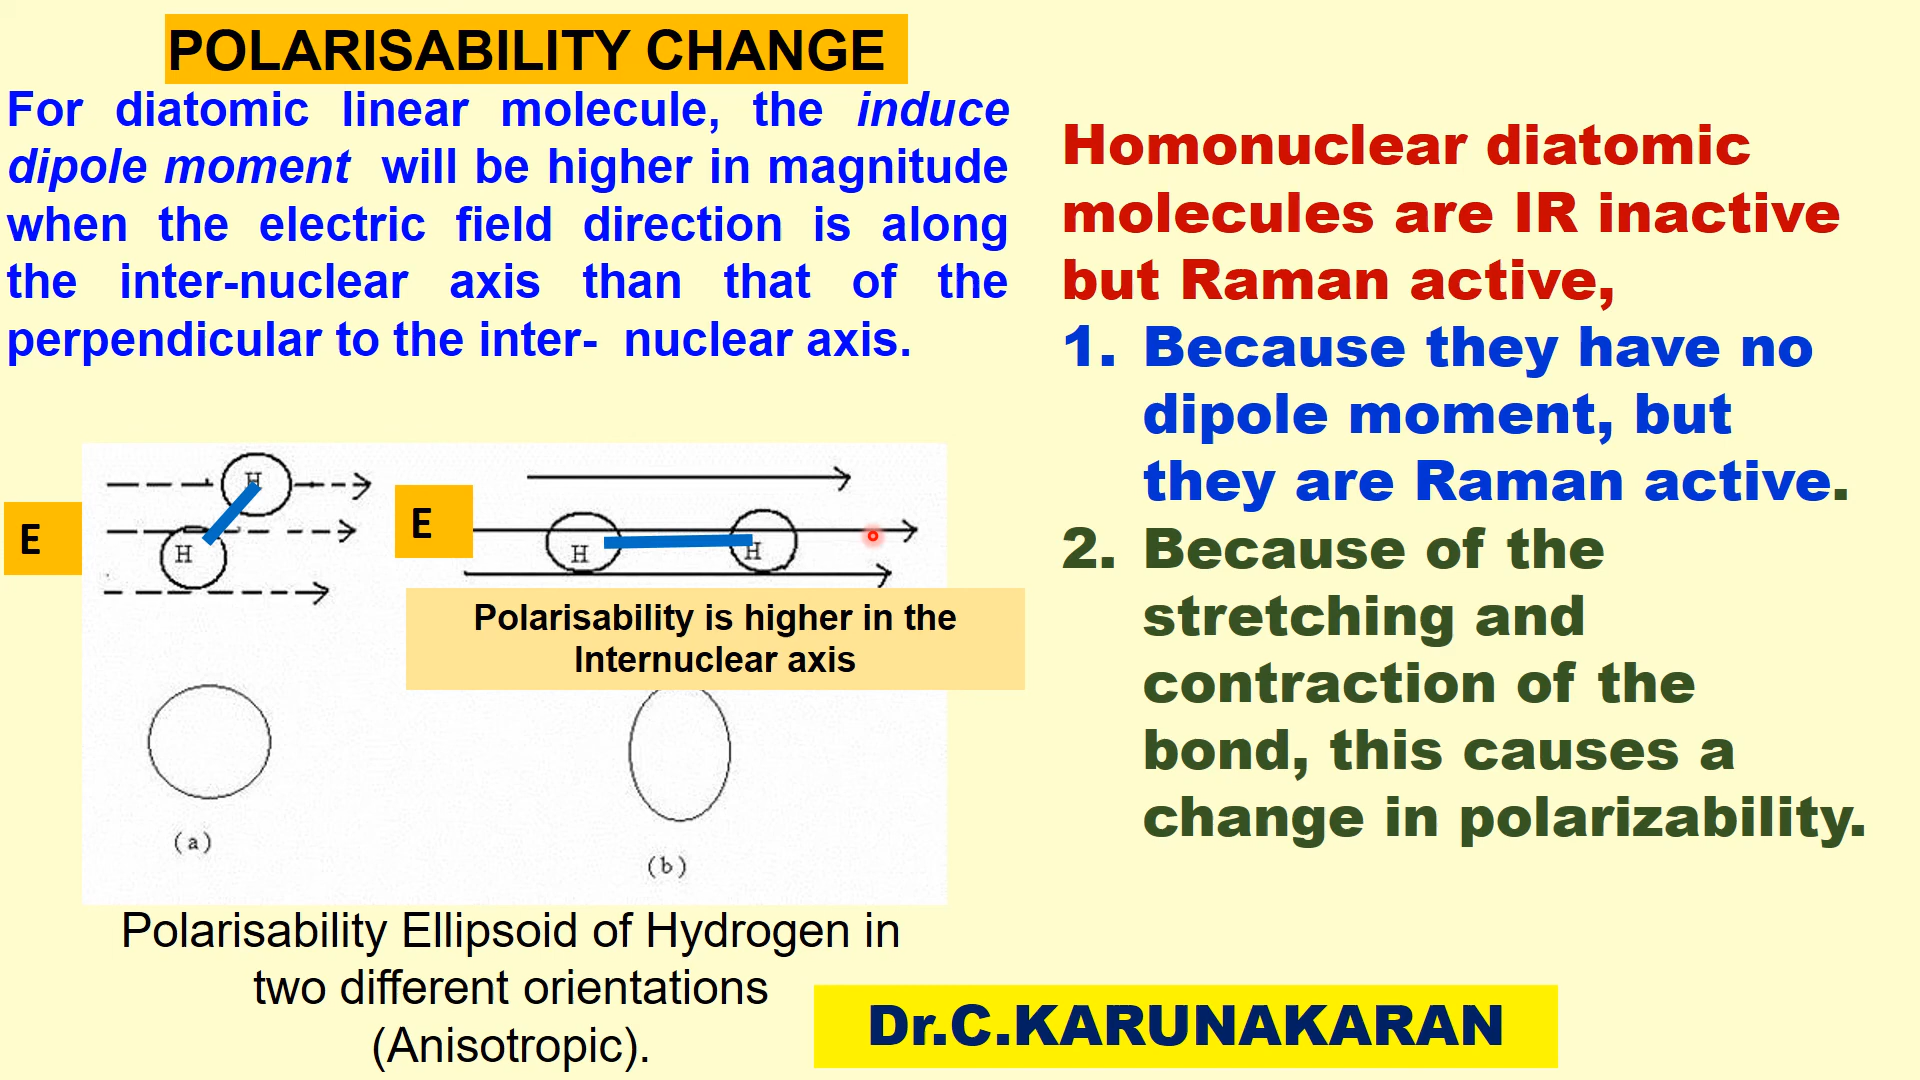 POLARISABILITY CHANGE
For diatomic linear molecule, the induce
dipole moment will be higher in magnitude
when the electric field direction is along
the inter-nuclear axis than that of the
perpendicular to the inter- nuclear axis.
H
E
H
E
H
H
Polarisability is higher in the
Internuclear axis
(a)
(b)
Polarisability Ellipsoid of Hydrogen in
two different orientations
(Anisotropic).
Homonuclear diatomic
molecules are IR inactive
but Raman active,
1. Because they have no
dipole moment, but
they are Raman active.
2. Because of the
stretching and
contraction of the
bond, this causes a
change in polarizability.
Dr.C.KARUNAKARAN